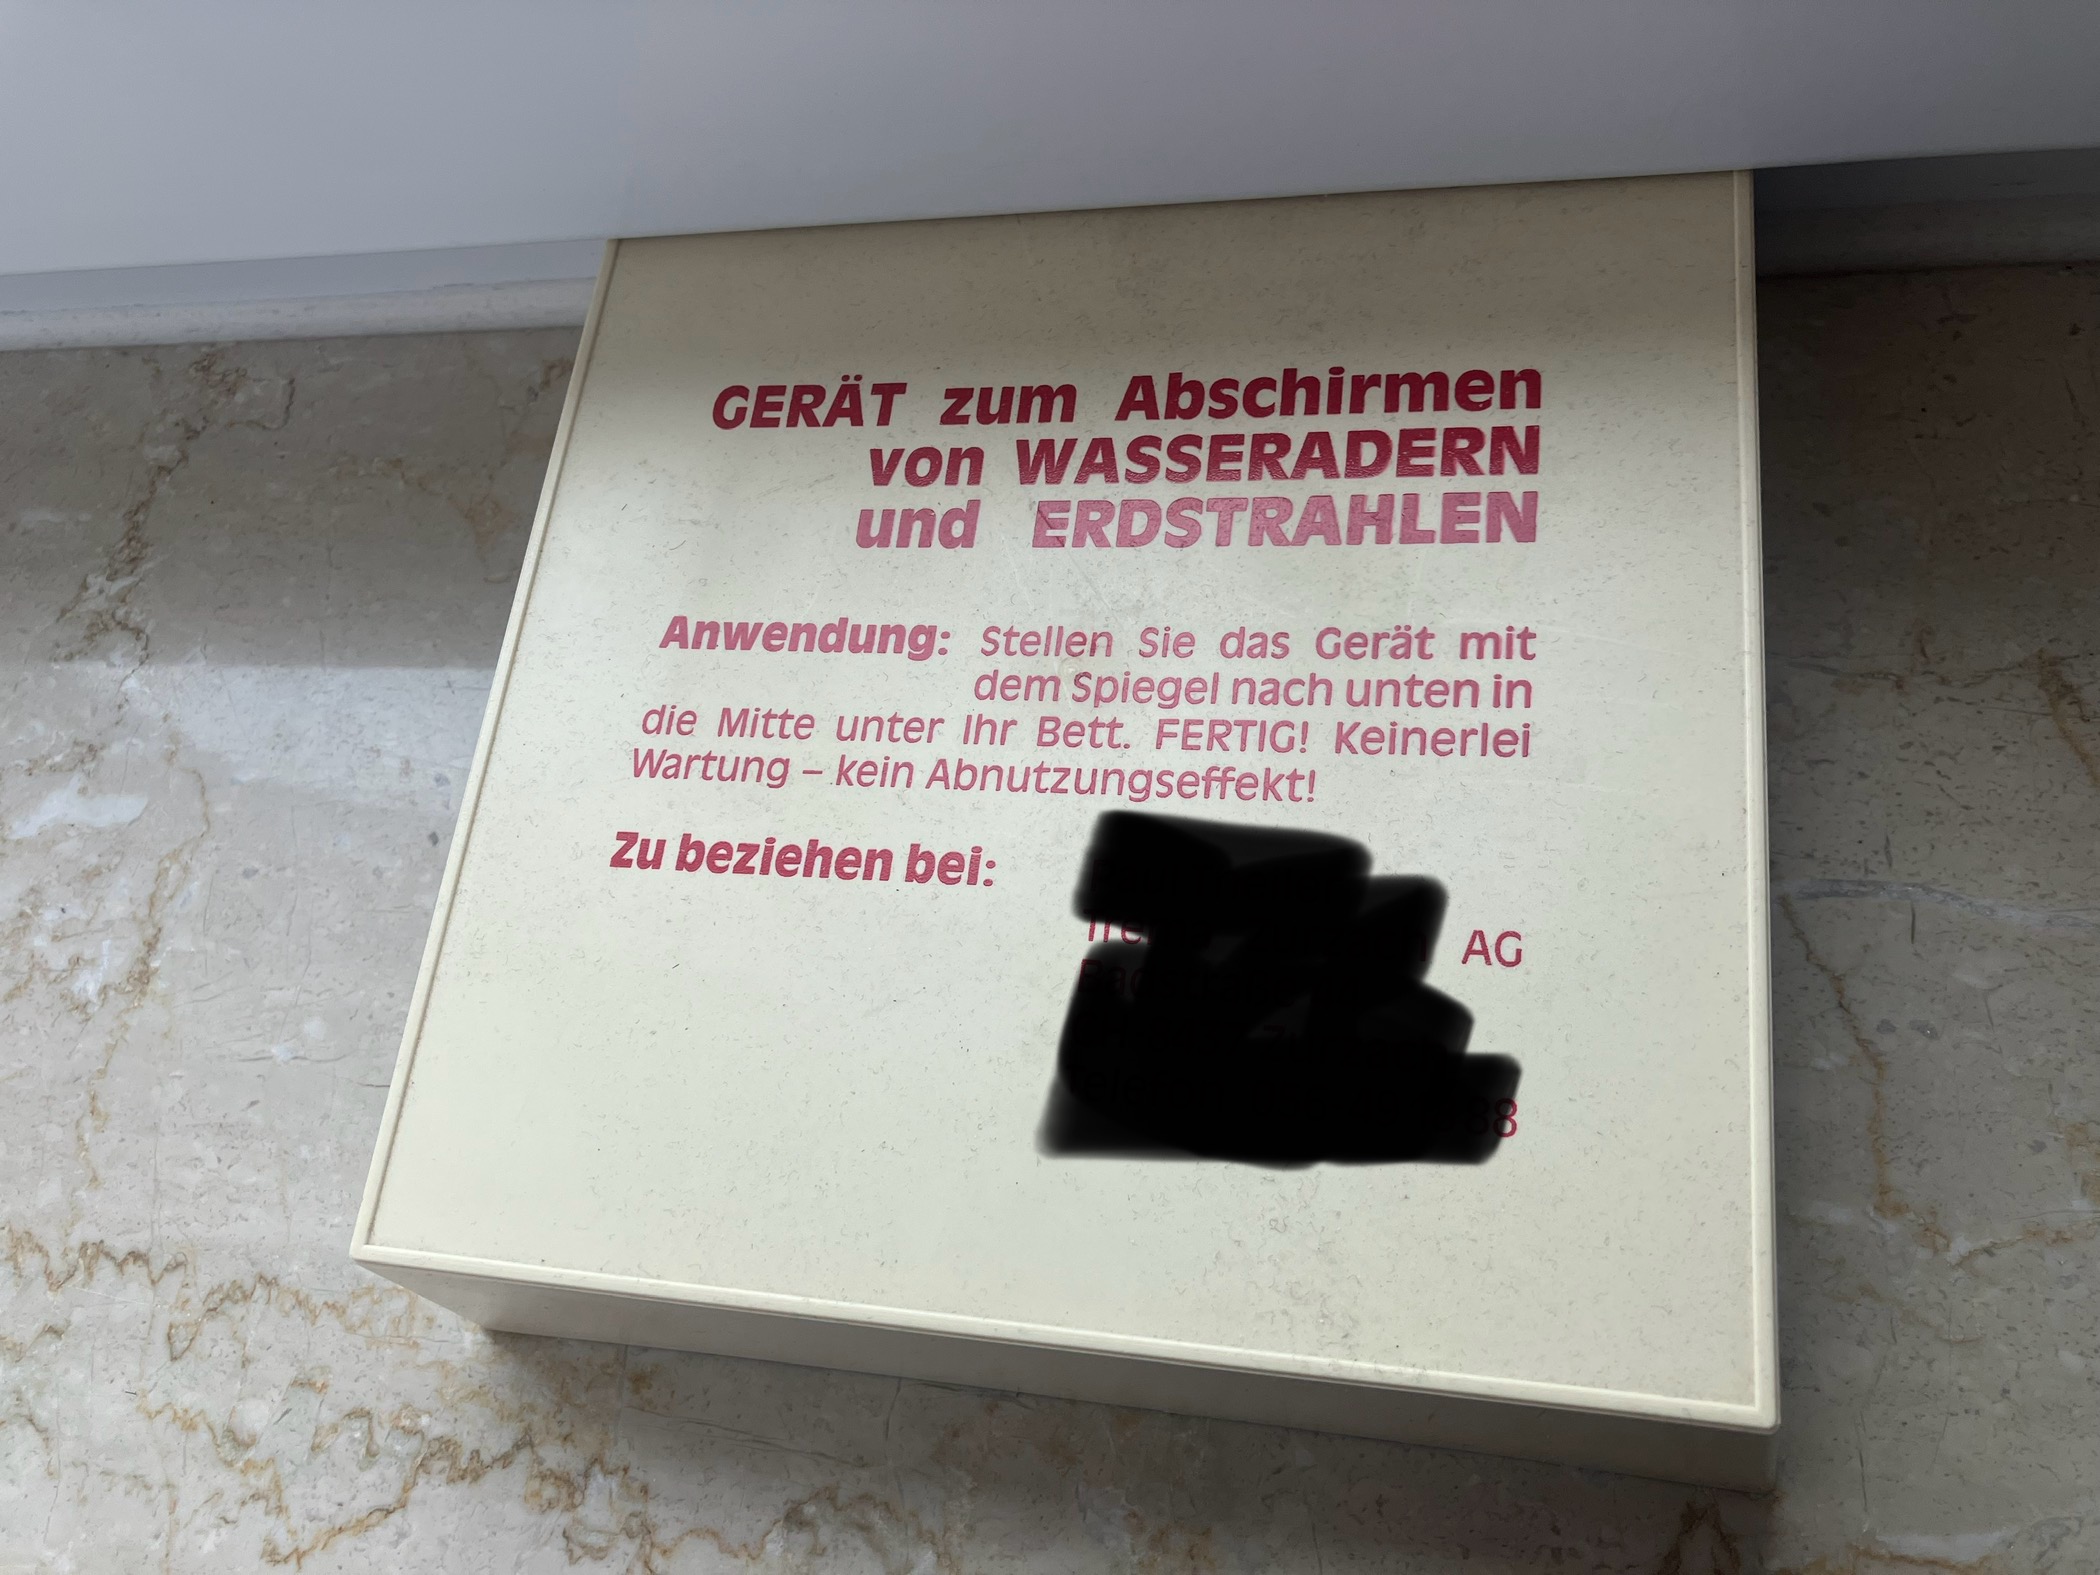 GERÄT zum Abschirmen
von WASSERADERN
und ERDSTRAHLEN
Anwendung: Stellen Sie das Gerät mit
dem Spiegel nach unten in
die Mitte unter Ihr Bett. FERTIG! Keinerlei
Wartung – kein Abnutzungseffekt!
Zu beziehen bei:
AG